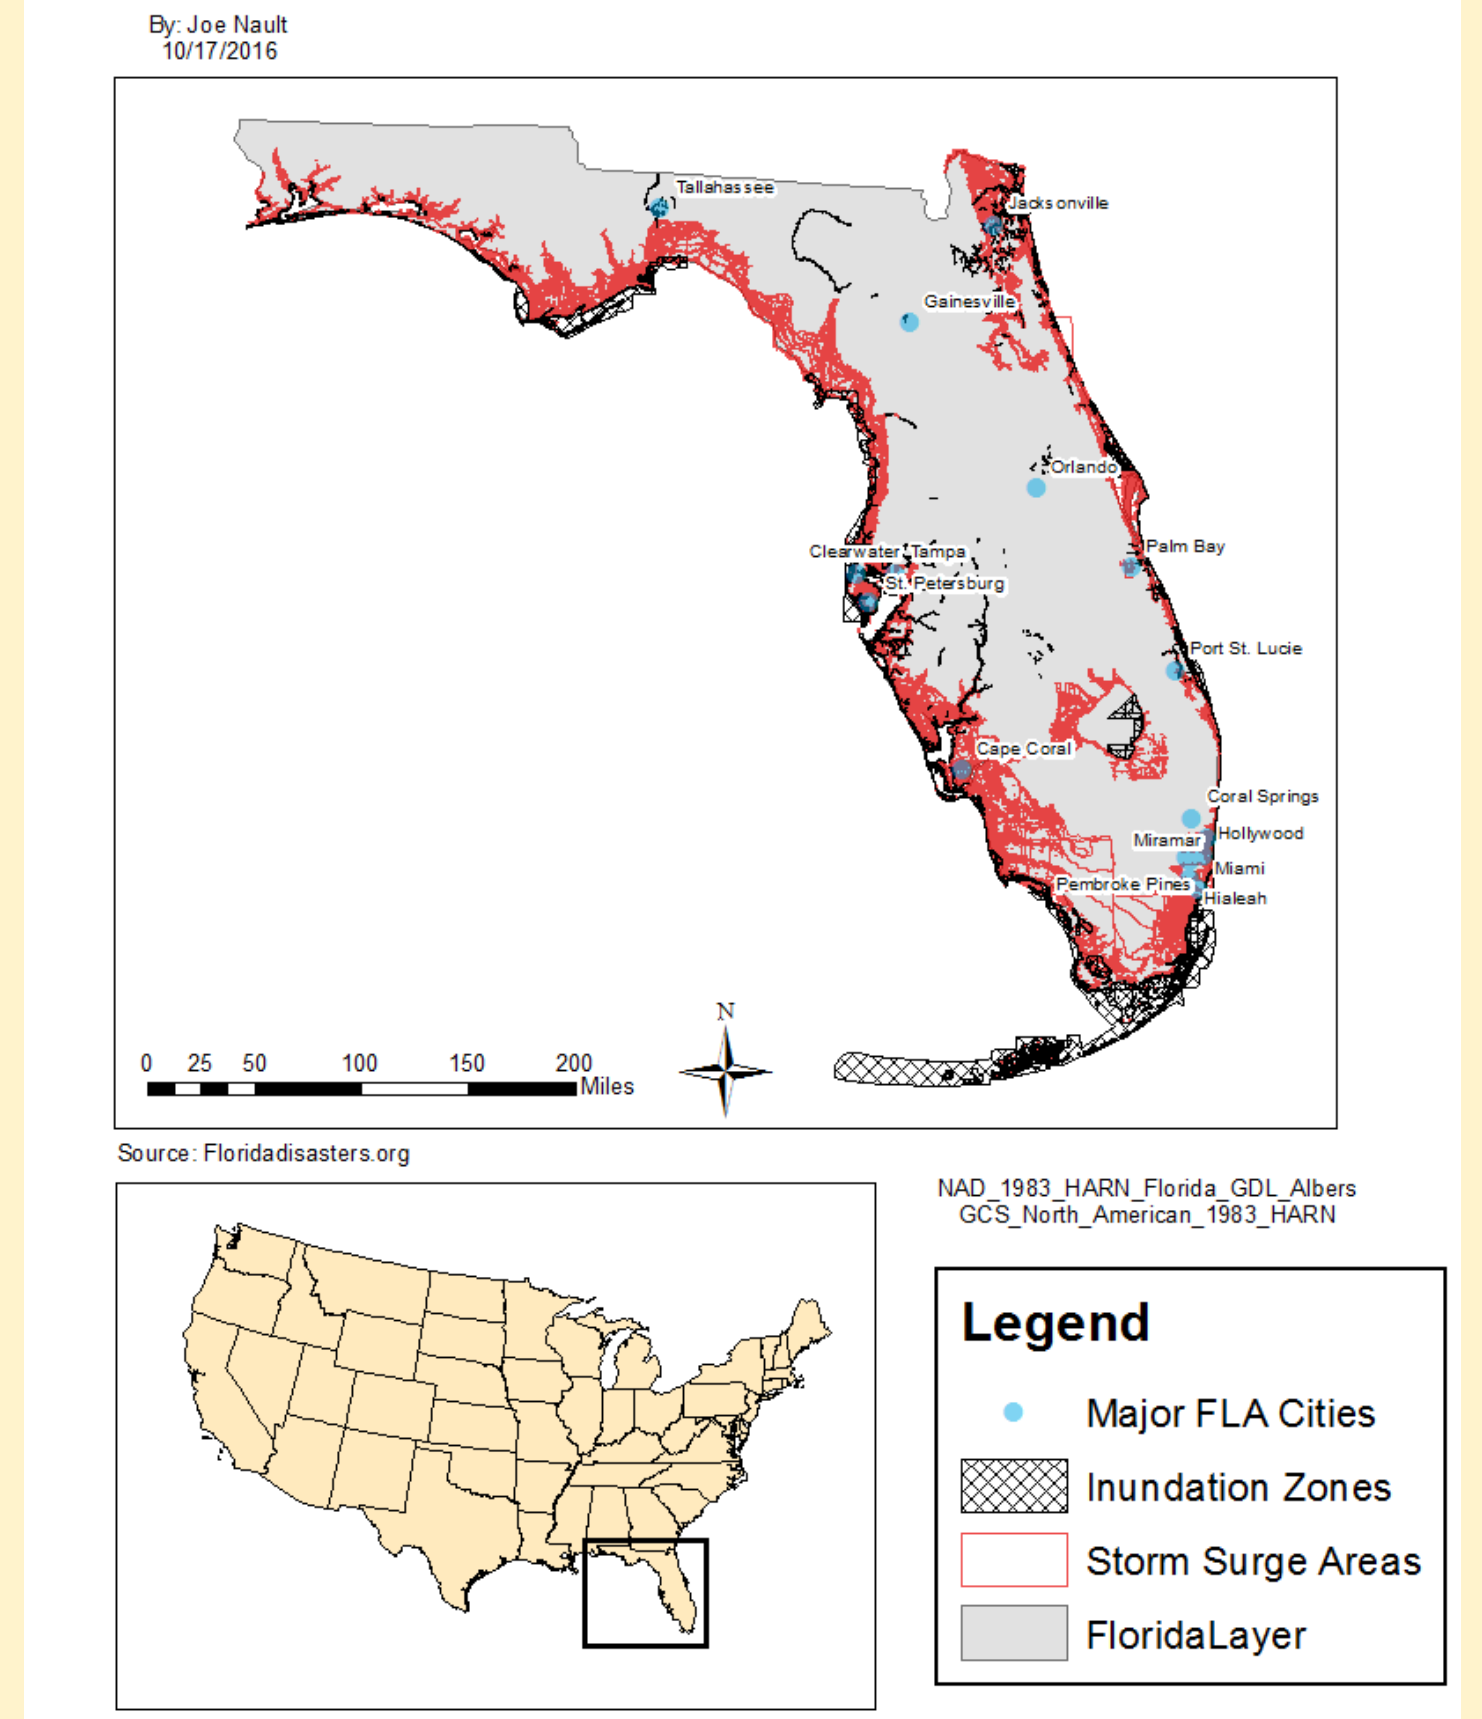 By: Joe Nault
10/17/2016
Tallahassee
Jacksonville
Gainesville
Orlando
Clearwater
Tampa
Palm Bay
St. Petersburg
Port St. Lucie
Cape Coral
Coral Springs
Miramar
Hollywood
Miami
Pembroke Pines
Hialeah
N
0 25 50 100 150 200
Miles
Source: Floridadisasters.org
NAD_1983_HARN_Florida_GDL_Albers
GCS_North_American_1983_HARN
Legend
Major FLA Cities
Inundation Zones
Storm Surge Areas
FloridaLayer